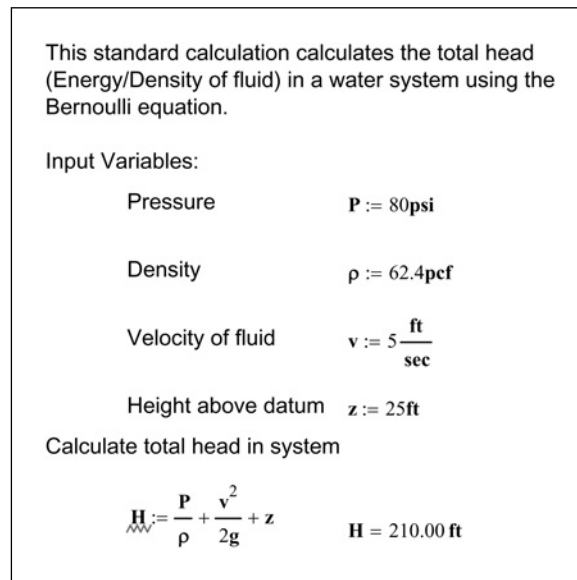 This standard calculation calculates the total head
(Energy/Density of fluid) in a water system using the
Bernoulli equation.
Input Variables:
Pressure P := 80psi
Density ρ := 62.4pcf
Velocity of fluid v := 5 ft/sec
Height above datum z := 25ft
Calculate total head in system
H := P/ρ + v²/2g + z H = 210.00 ft